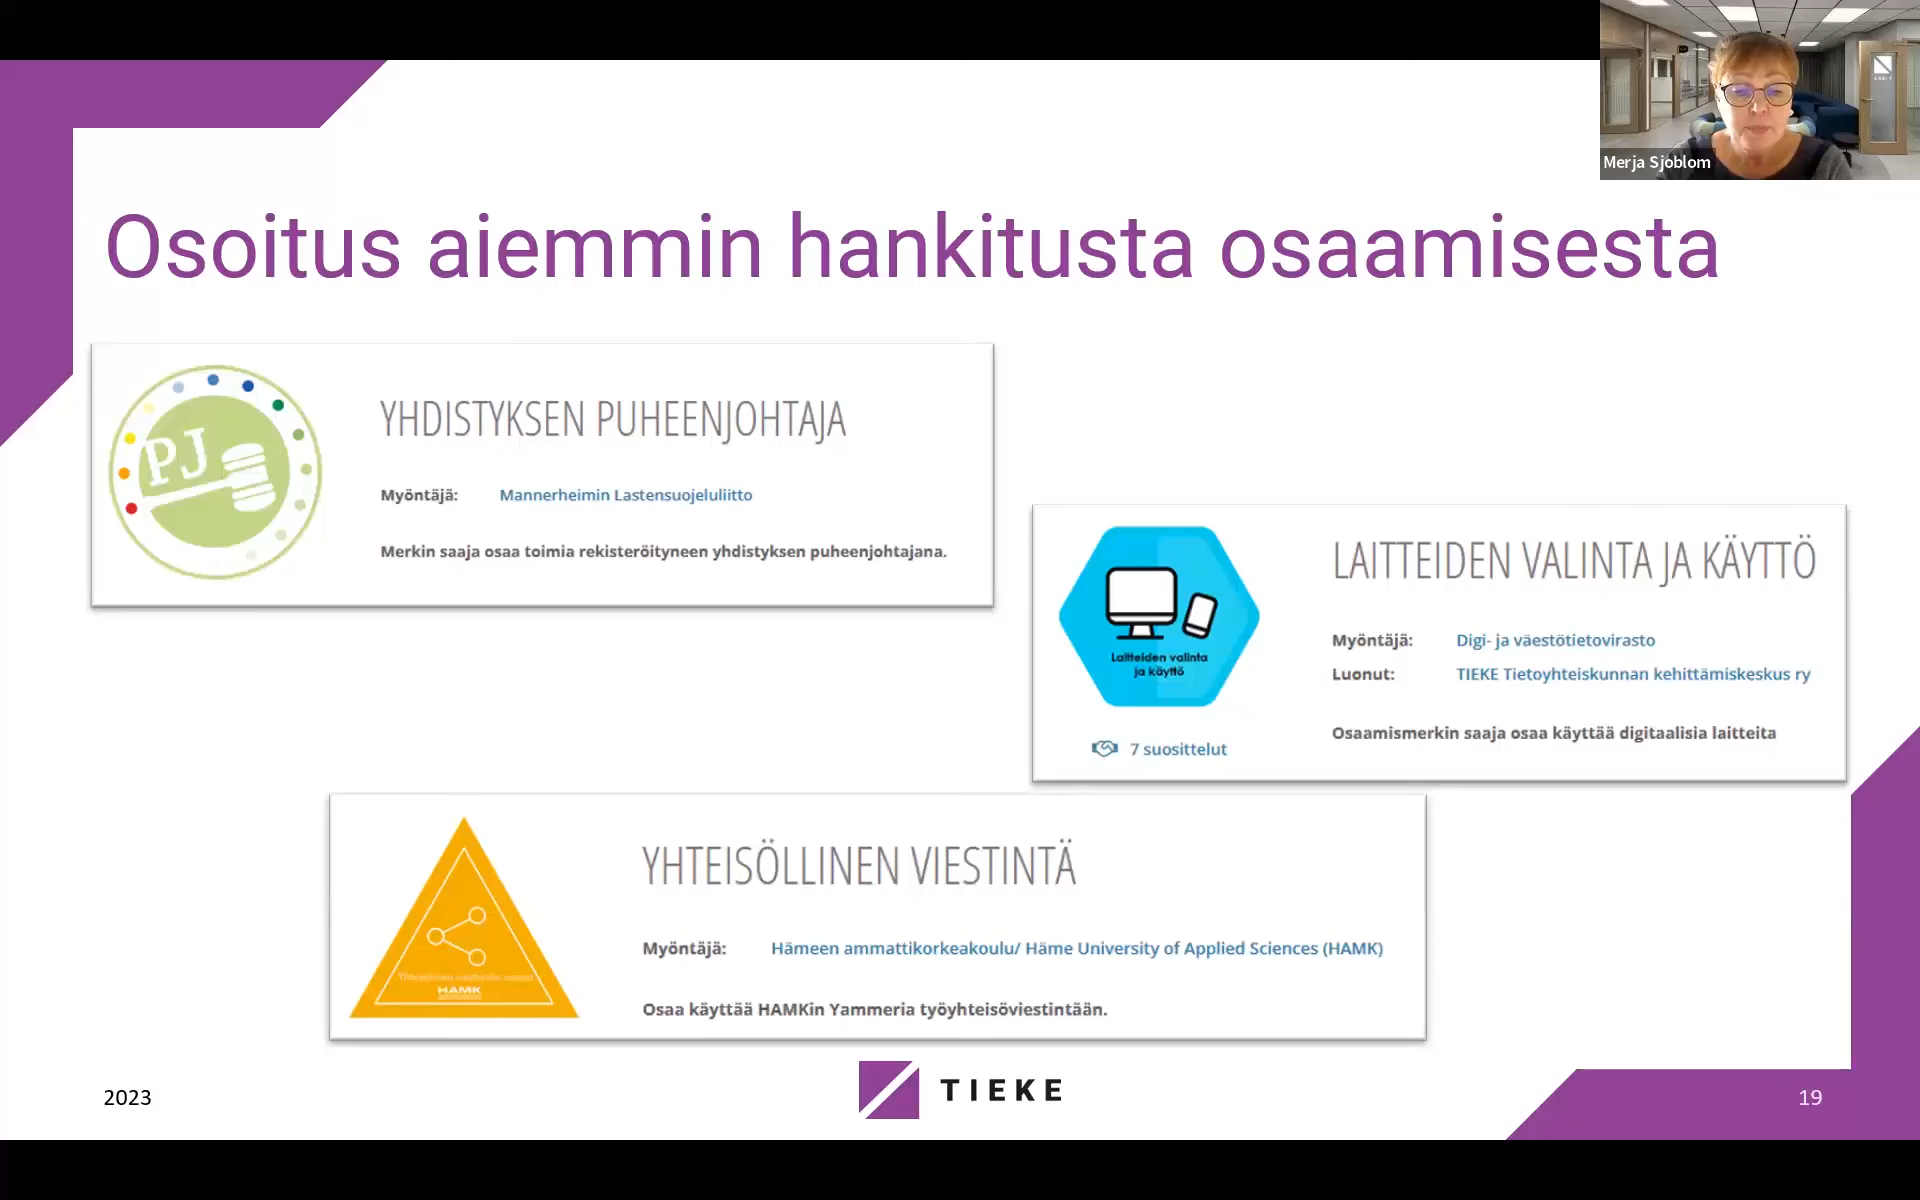 Merja Sjoblom
Osoitus aiemmin hankitusta osaamisesta
PJ
YHDISTYKSEN PUHEENJOHTAJA
Myöntäjä: Mannerheimin Lastensuojeluliitto
Merkin saaja osaa toimia rekisteröityneen yhdistyksen puheenjohtajana.
Laitteiden valinta
ja käyttö
7 suosittelut
LAITTEIDEN VALINTA JA KÄYTTÖ
Myöntäjä: Digi- ja väestötietovirasto
Luonut: TIEKE Tietoyhteiskunnan kehittämiskeskus ry
Osaamismerkin saaja osaa käyttää digitaalisia laitteita
HAMK
YHTEISÖLLINEN VIESTINTÄ
Myöntäjä: Hämeen ammattikorkeakoulu/ Häme University of Applied Sciences (HAMK)
Osaa käyttää HAMKin Yammeria työyhteisöviestintään.
2023
TIEKE
19